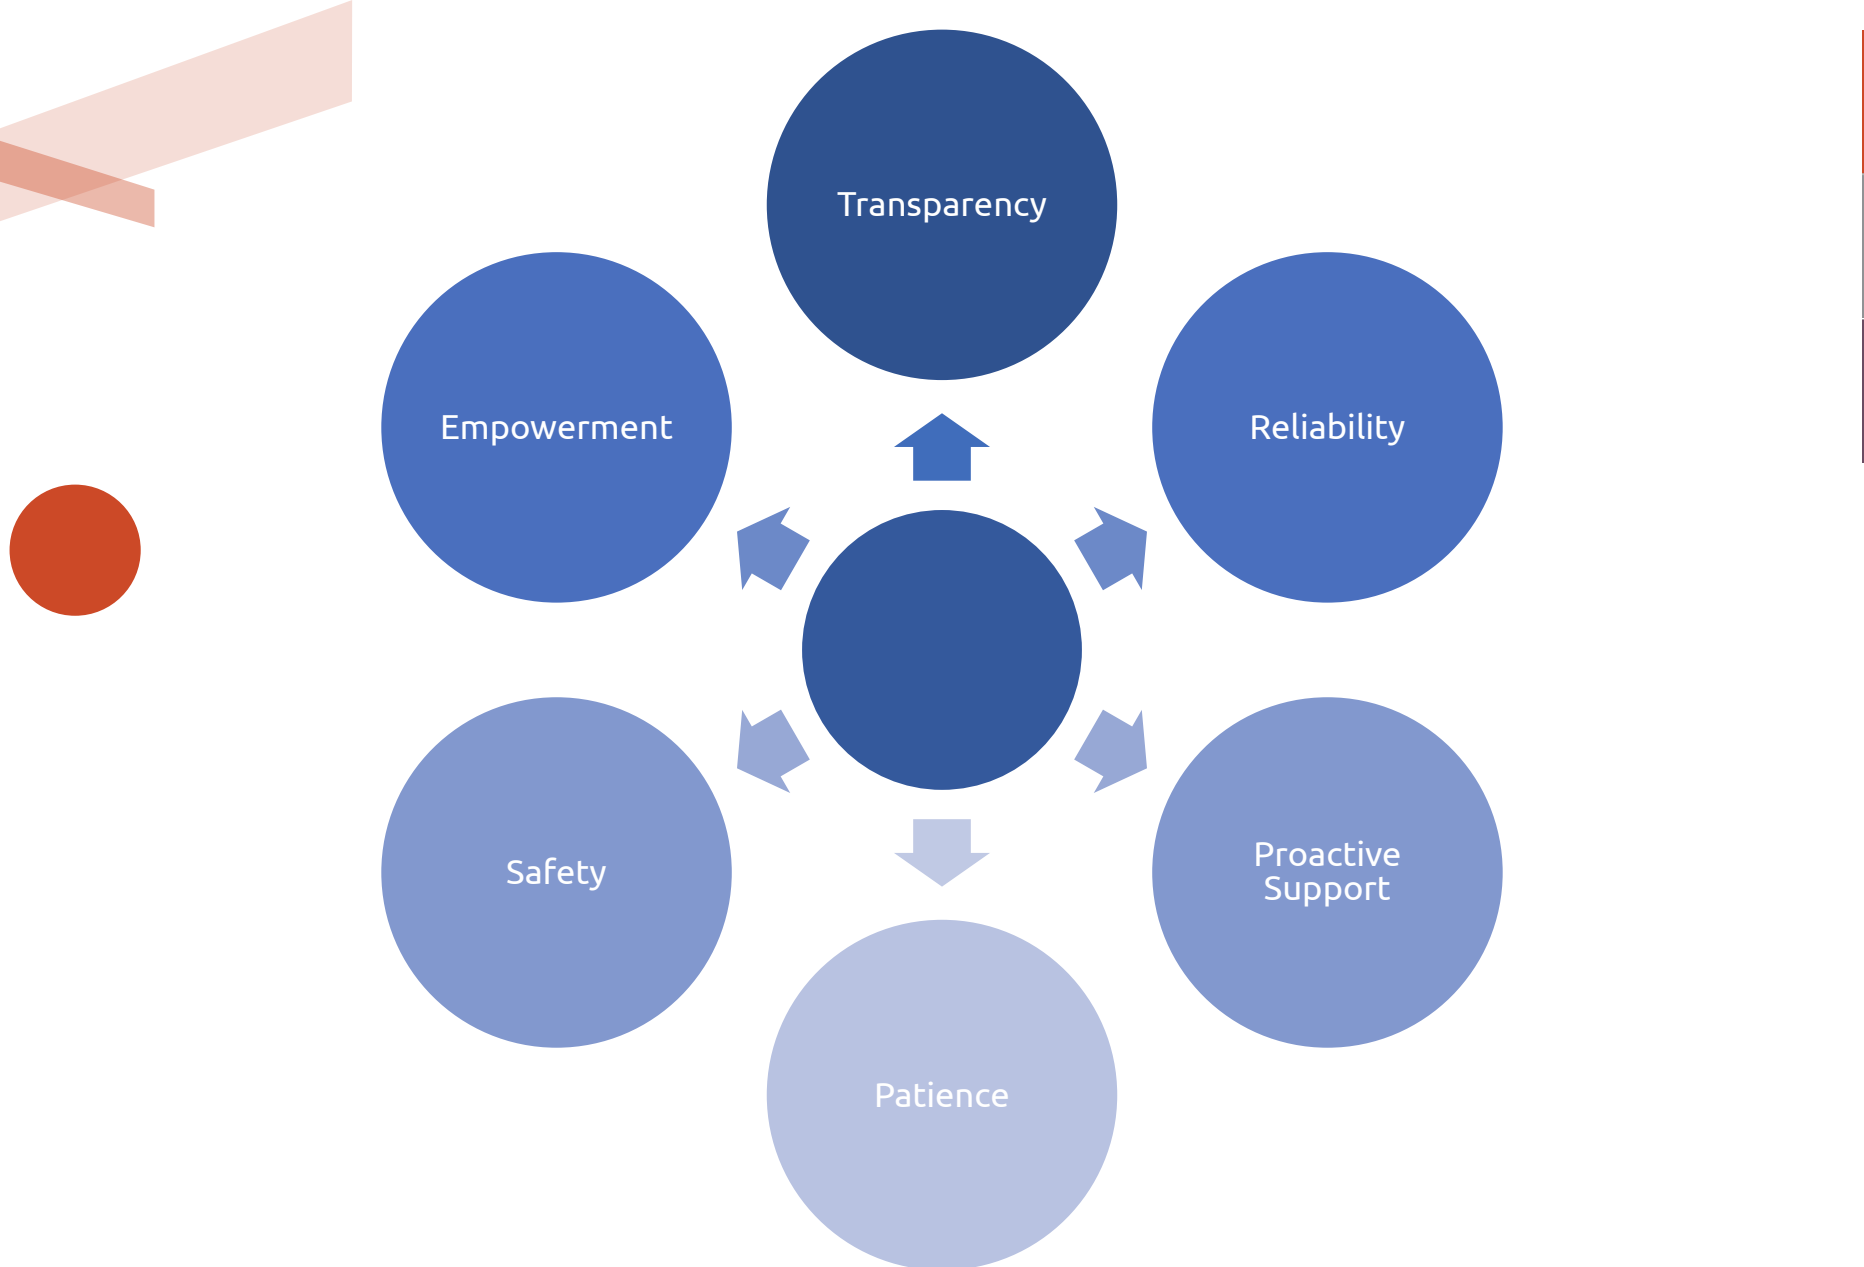 Transparency
Empowerment
Reliability
Safety
Proactive
Support
Patience